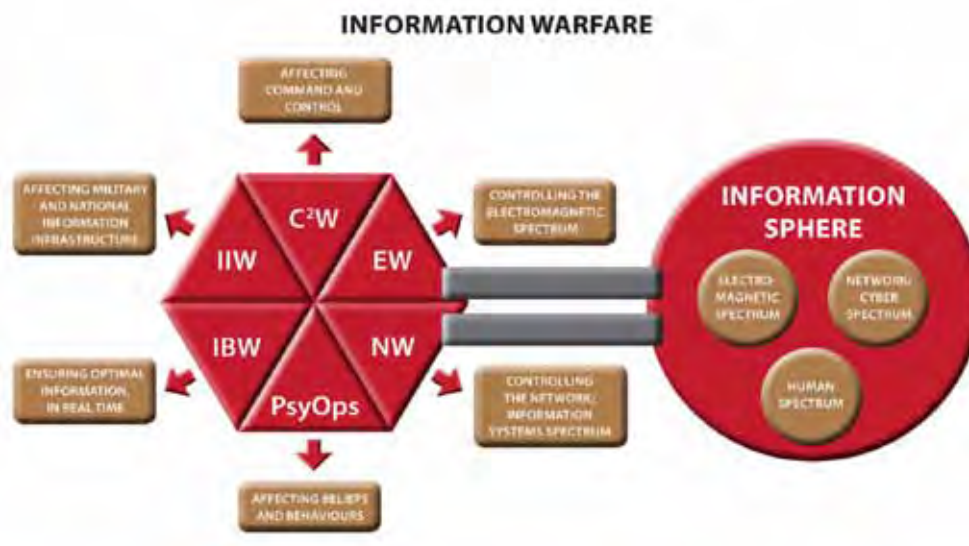 INFORMATION WARFARE
AFFECTING
COMMAND AND
CONTROL
AFFECTING MILITARY
AND NATIONAL
INFORMATION
INFRASTRUCTURE
CONTROLLING THE
ELECTROMAGNETIC
SPECTRUM
C²W
IIW
EW
IBW
NW
PsyOps
ENSURING OPTIMAL
INFORMATION,
IN REAL TIME
CONTROLLING
THE NETWORK/
INFORMATION
SYSTEMS SPECTRUM
AFFECTING BELIEFS
AND BEHAVIOURS
INFORMATION
SPHERE
ELECTRO-
MAGNETIC
SPECTRUM
NETWORK/
CYBER
SPECTRUM
HUMAN
SPECTRUM